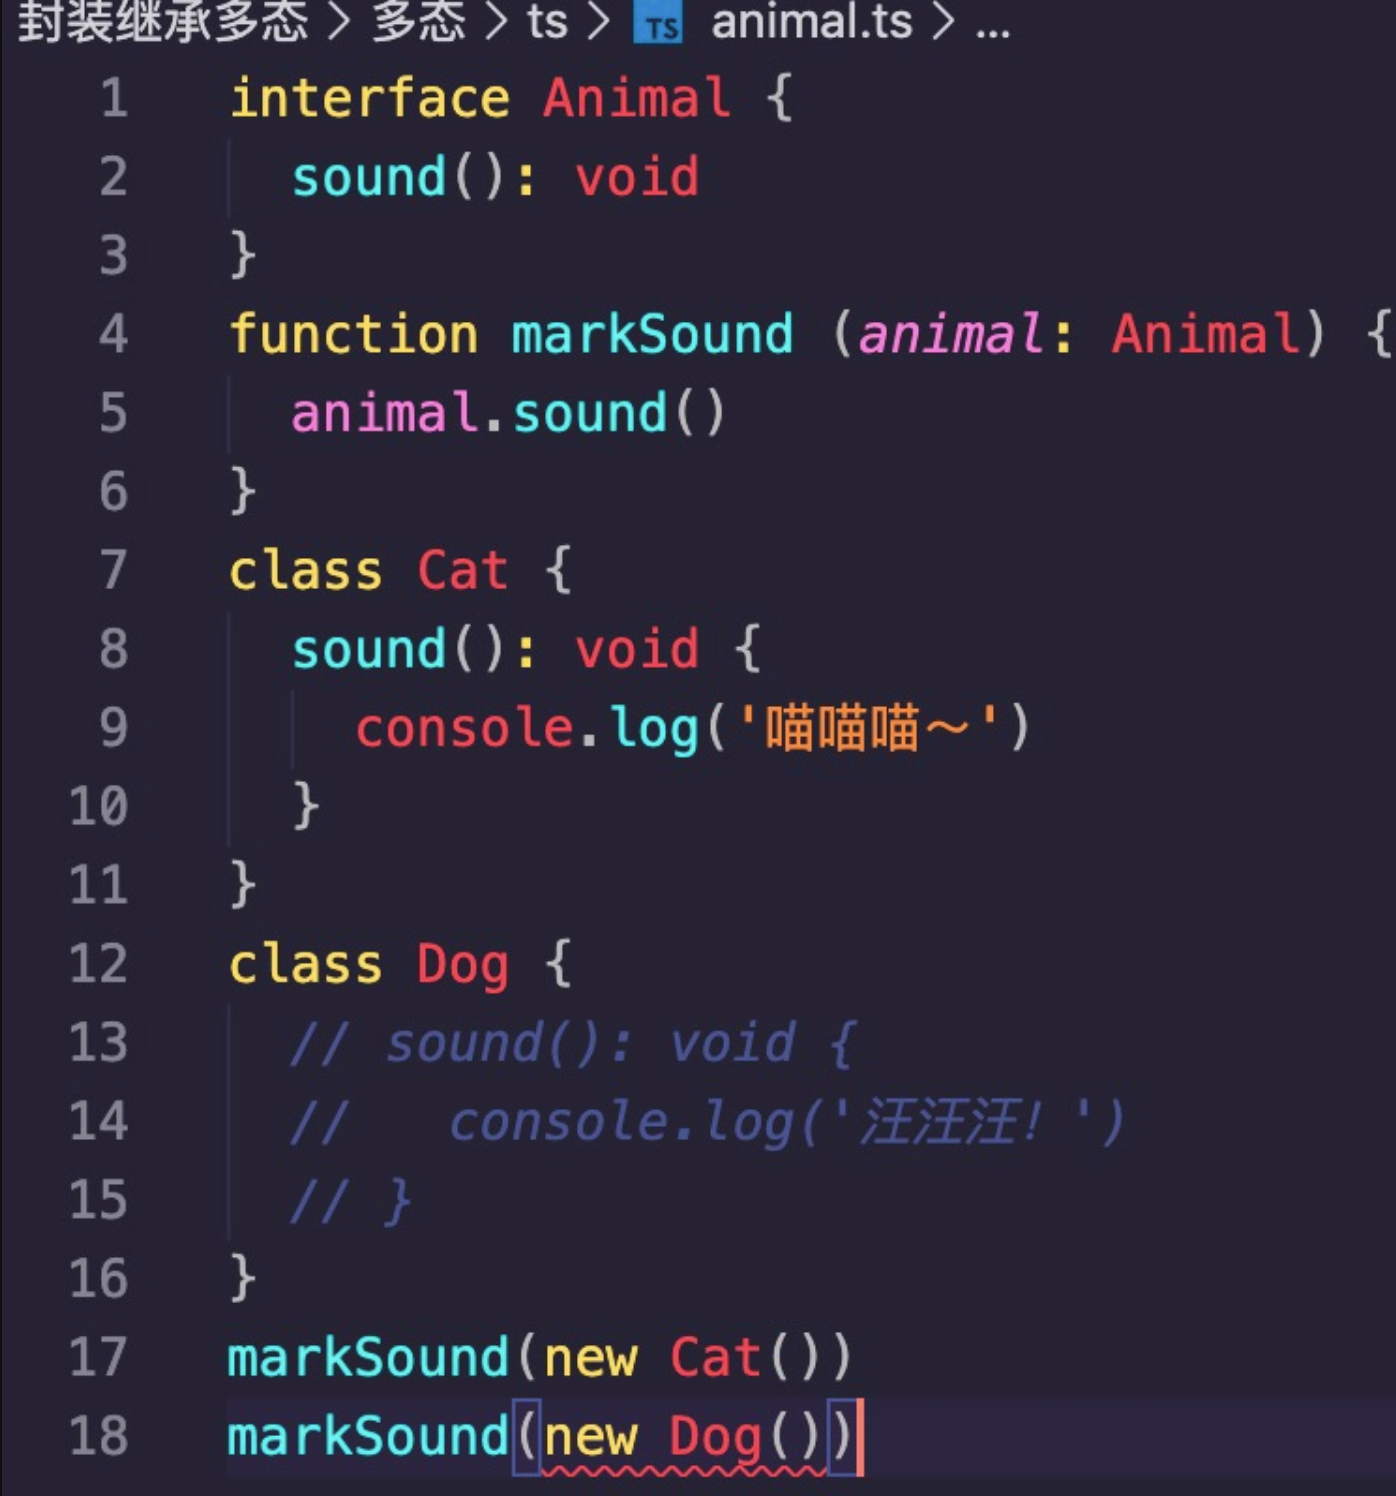 封装继承多态 > 多态 > ts > TS animal.ts > ...
1 interface Animal {
2   sound(): void
3 }
4 function markSound (animal: Animal) {
5   animal.sound()
6 }
7 class Cat {
8   sound(): void {
9     console.log('喵喵喵～')
10   }
11 }
12 class Dog {
13   // sound(): void {
14   //   console.log('汪汪汪！')
15   // }
16 }
17 markSound(new Cat())
18 markSound(new Dog())